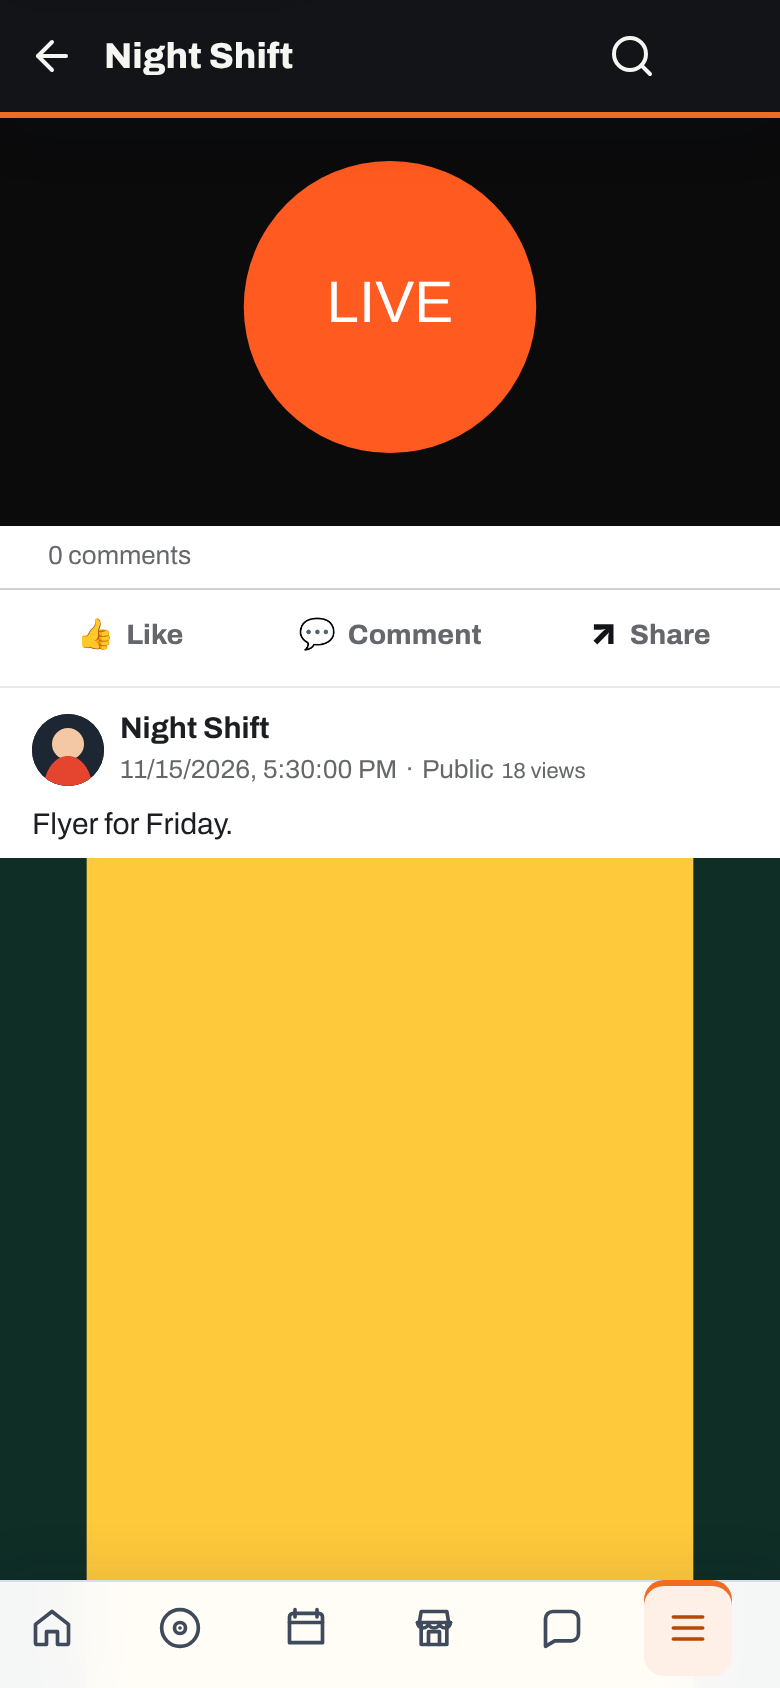 Night Shift
LIVE
0 comments
👍 Like 💬 Comment Share
Night Shift
11/15/2026, 5:30:00 PM · Public 18 views
Flyer for Friday.